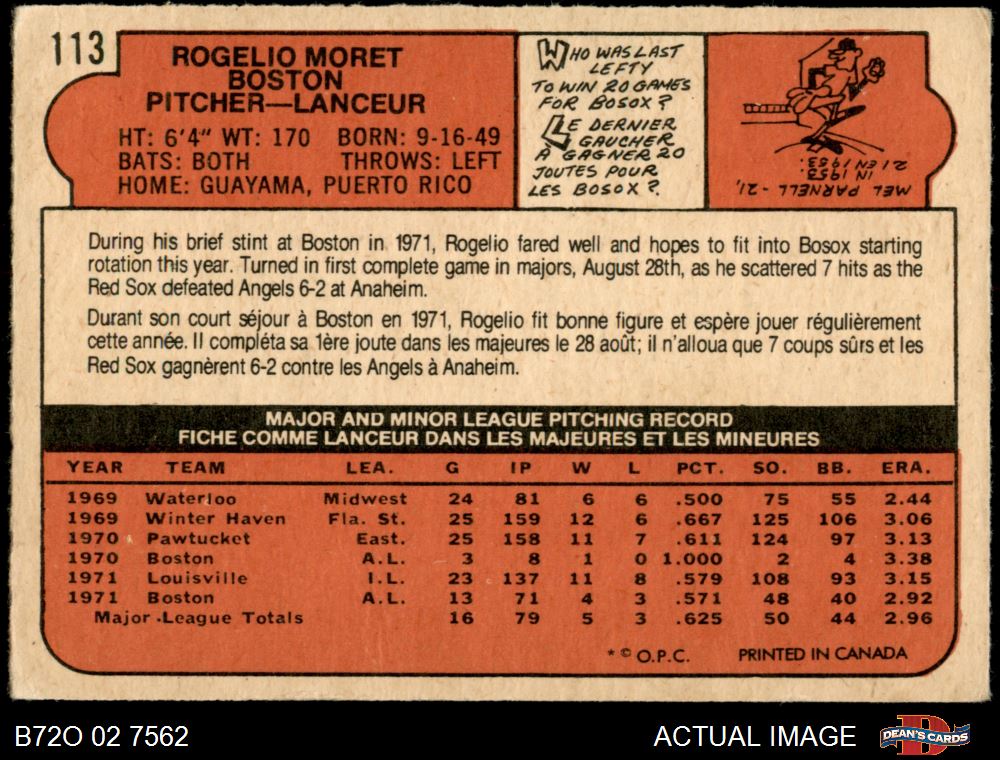 113
ROGELIO MORET
BOSTON
PITCHER—LANCEUR
HT: 6'4" WT: 170 BORN: 9-16-49
BATS: BOTH THROWS: LEFT
HOME: GUAYAMA, PUERTO RICO
WHO WAS LAST
LEFTY
TO WIN 20 GAMES
FOR BOSOX?
LE DERNIER
GAUCHER
À GAGNER 20
JOUTES POUR
LES BOSOX?
MEL PARNELL - 21,
IN 1953.
21 EN 1953.
During his brief stint at Boston in 1971, Rogelio fared well and hopes to fit into Bosox starting
rotation this year. Turned in first complete game in majors, August 28th, as he scattered 7 hits as the
Red Sox defeated Angels 6-2 at Anaheim.
Durant son court séjour à Boston en 1971, Rogelio fit bonne figure et espère jouer régulièrement
cette année. Il compléta sa 1ère joute dans les majeures le 28 août; il n'alloua que 7 coups sûrs et les
Red Sox gagnèrent 6-2 contre les Angels à Anaheim.
MAJOR AND MINOR LEAGUE PITCHING RECORD
FICHE COMME LANCEUR DANS LES MAJEURES ET LES MINEURES
YEAR TEAM LEA. G IP W L PCT. SO. BB. ERA.
1969 Waterloo Midwest 24 81 6 6 .500 75 55 2.44
1969 Winter Haven Fla. St. 25 159 12 6 .667 125 106 3.06
1970 Pawtucket East. 25 158 11 7 .611 124 97 3.13
1970 Boston A.L. 3 8 1 0 1.000 2 4 3.38
1971 Louisville I.L. 23 137 11 8 .579 108 93 3.15
1971 Boston A.L. 13 71 4 3 .571 48 40 2.92
Major League Totals 16 79 5 3 .625 50 44 2.96
* © O.P.C. PRINTED IN CANADA
B72O 02 7562 ACTUAL IMAGE DEAN'S CARDS